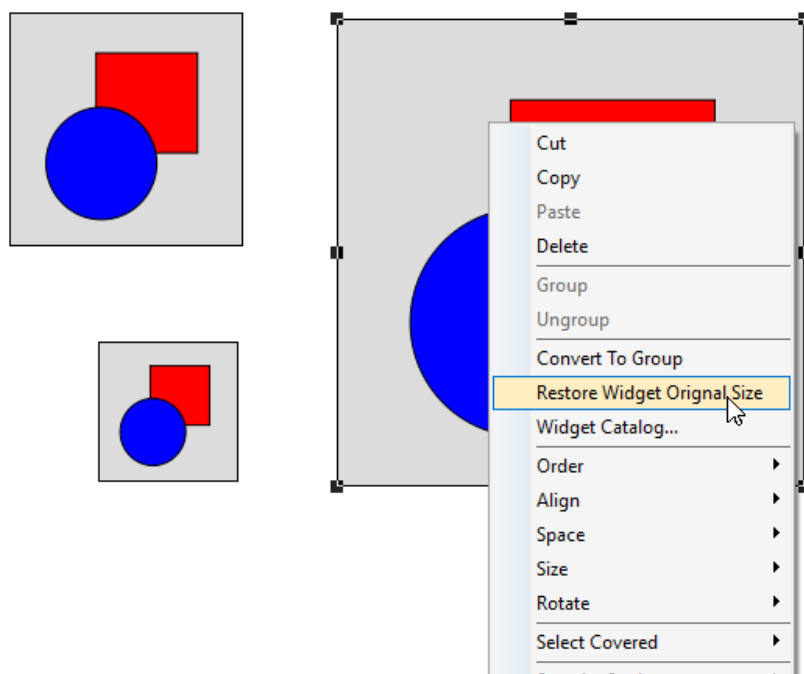 Cut
Copy
Paste
Delete
Group
Ungroup
Convert To Group
Restore Widget Orignal Size
Widget Catalog...
Order
Align
Space
Size
Rotate
Select Covered